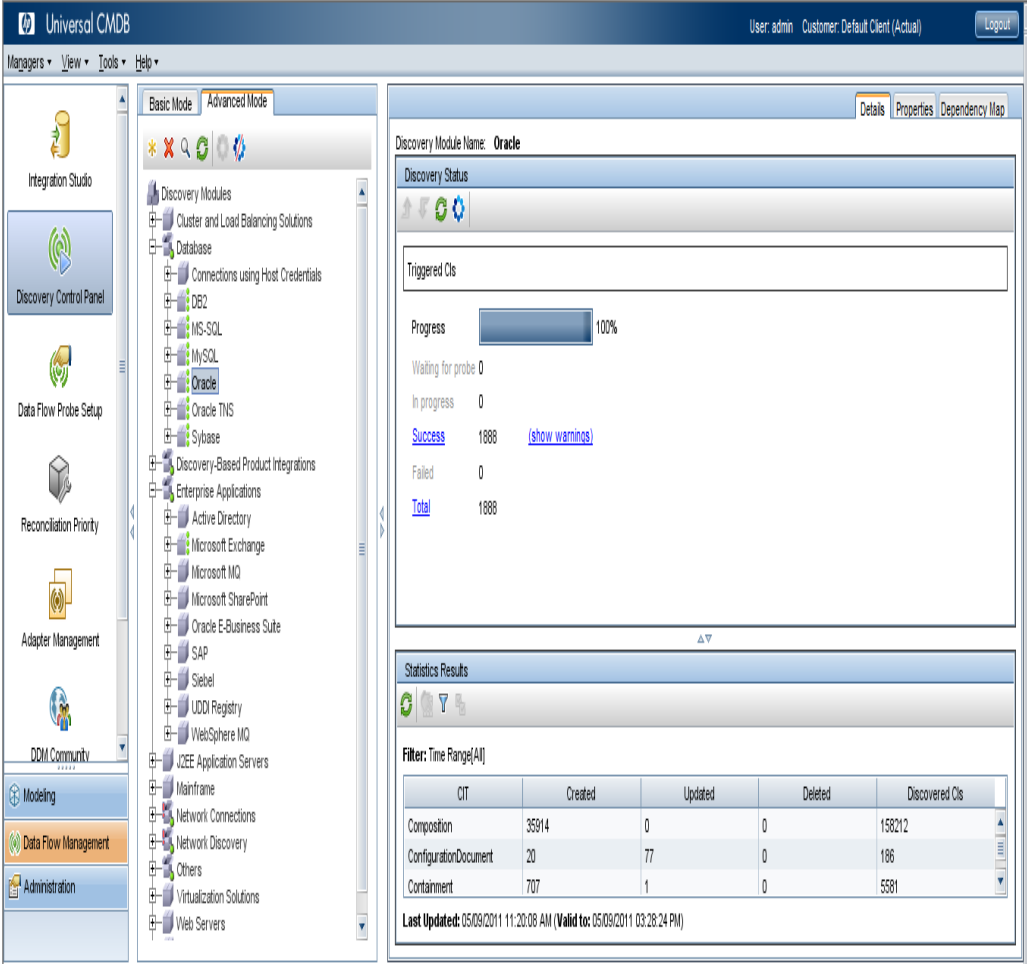 hp Universal CMDB
User: admin Customer: Default Client (Actual)
Logout
Managers View Tools Help
Integration Studio
Discovery Control Panel
Data Flow Probe Setup
Reconciliation Priority
Adapter Management
DDM Community
Modeling
Data Flow Management
Administration
Basic Mode Advanced Mode
Discovery Modules
Cluster and Load Balancing Solutions
Database
Connections using Host Credentials
DB2
MS-SQL
MySQL
Oracle
Oracle TNS
Sybase
Discovery-Based Product Integrations
Enterprise Applications
Active Directory
Microsoft Exchange
Microsoft MQ
Microsoft SharePoint
Oracle E-Business Suite
SAP
Siebel
UDDI Registry
WebSphere MQ
J2EE Application Servers
Mainframe
Network Connections
Network Discovery
Others
Virtualization Solutions
Web Servers
Details Properties Dependency Map
Discovery Module Name: Oracle
Discovery Status
Triggered CIs
Progress 100%
Waiting for probe 0
In progress 0
Success 1888 (show warnings)
Failed 0
Total 1888
Statistics Results
Filter: Time Range[All]
CIT Created Updated Deleted Discovered CIs
Composition 35914 0 0 158212
ConfigurationDocument 20 77 0 186
Containment 707 1 0 5581
Last Updated: 05/09/2011 11:20:08 AM (Valid to: 05/09/2011 03:28:24 PM)